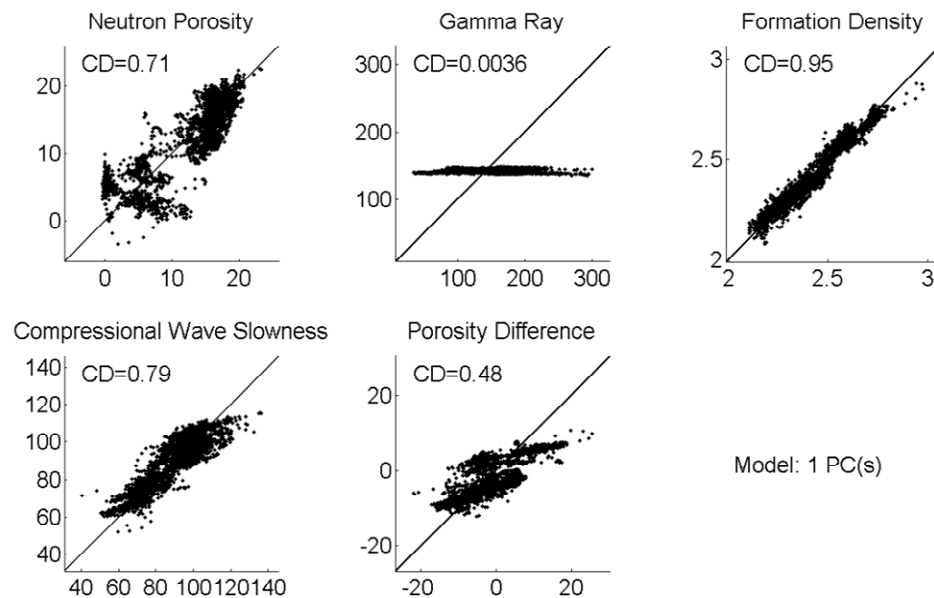 Neutron Porosity
CD=0.71
20
10
0
0 10 20
Gamma Ray
CD=0.0036
300
200
100
100 200 300
Formation Density
CD=0.95
3
2.5
2
2 2.5 3
Compressional Wave Slowness
CD=0.79
140
120
100
80
60
40
40 60 80 100 120 140
Porosity Difference
CD=0.48
20
0
-20
-20 0 20
Model: 1 PC(s)